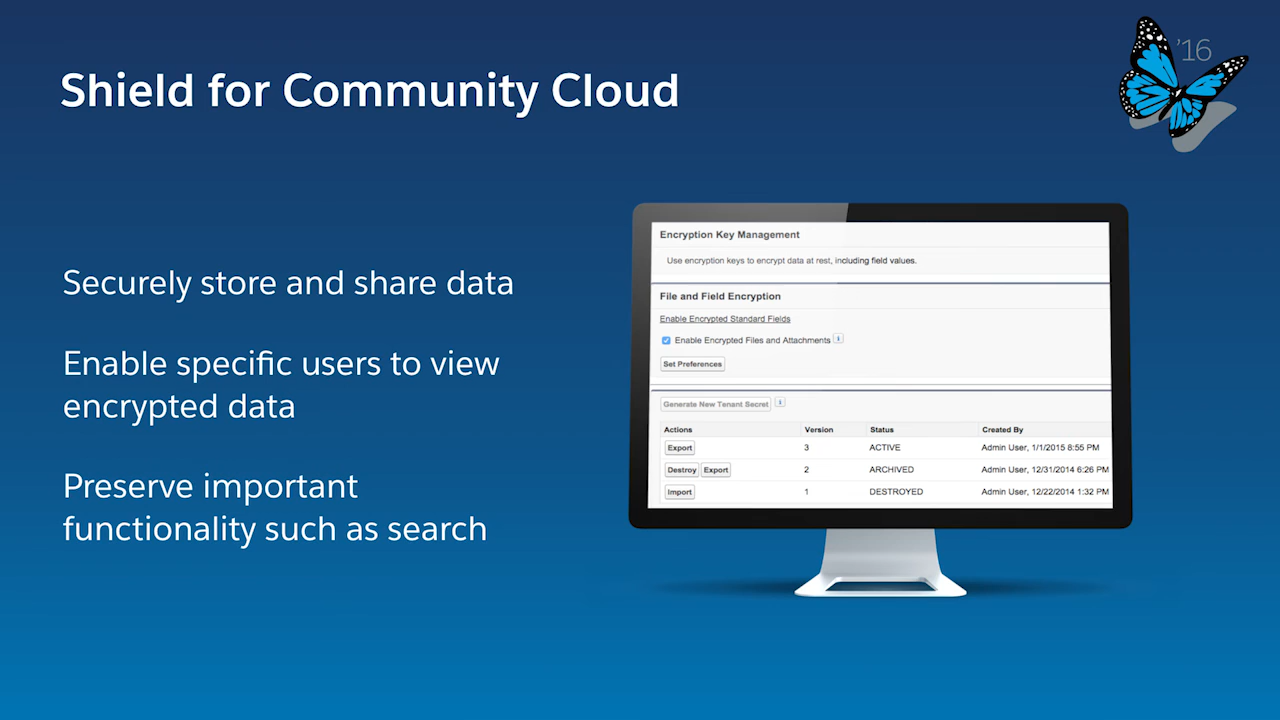 '16
Shield for Community Cloud
Securely store and share data
Enable specific users to view
encrypted data
Preserve important
functionality such as search
Encryption Key Management
Use encryption keys to encrypt data at rest, including field values.
File and Field Encryption
Enable Encrypted Standard Fields
Enable Encrypted Files and Attachments i
Set Preferences
Generate New Tenant Secret i
Actions Version Status Created By
Export 3 ACTIVE Admin User, 1/1/2015 8:55 PM
Destroy Export 2 ARCHIVED Admin User, 12/31/2014 6:26 PM
Import 1 DESTROYED Admin User, 12/22/2014 1:32 PM